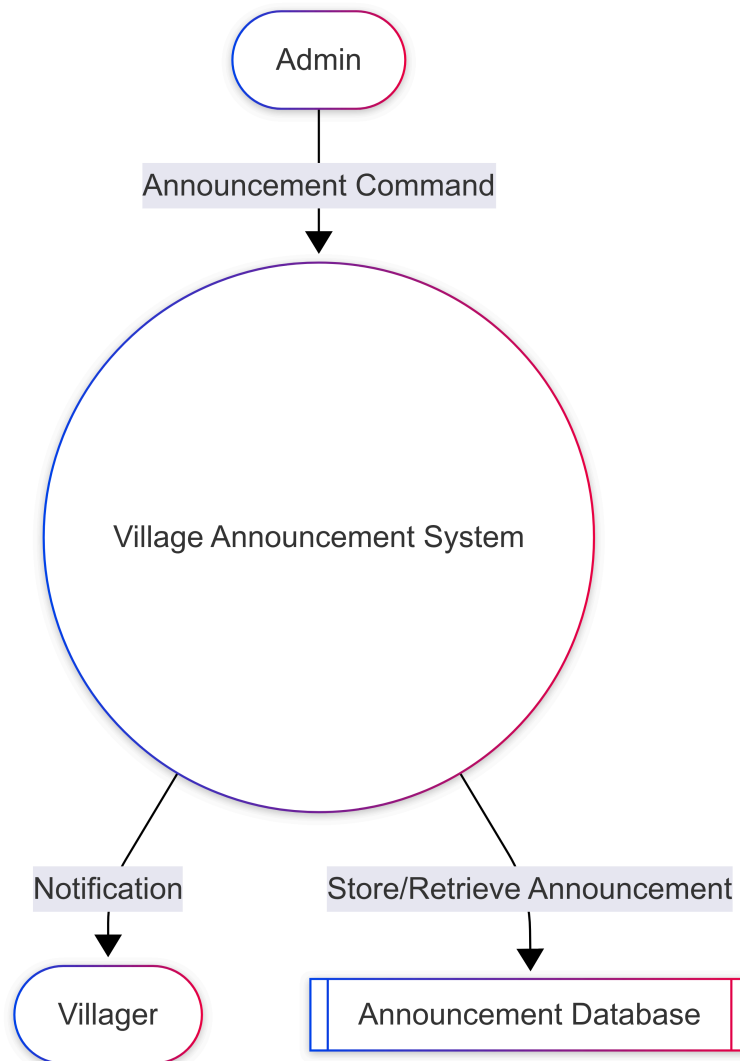 Admin
Announcement Command
Village Announcement System
Notification
Store/Retrieve Announcement
Villager
Announcement Database